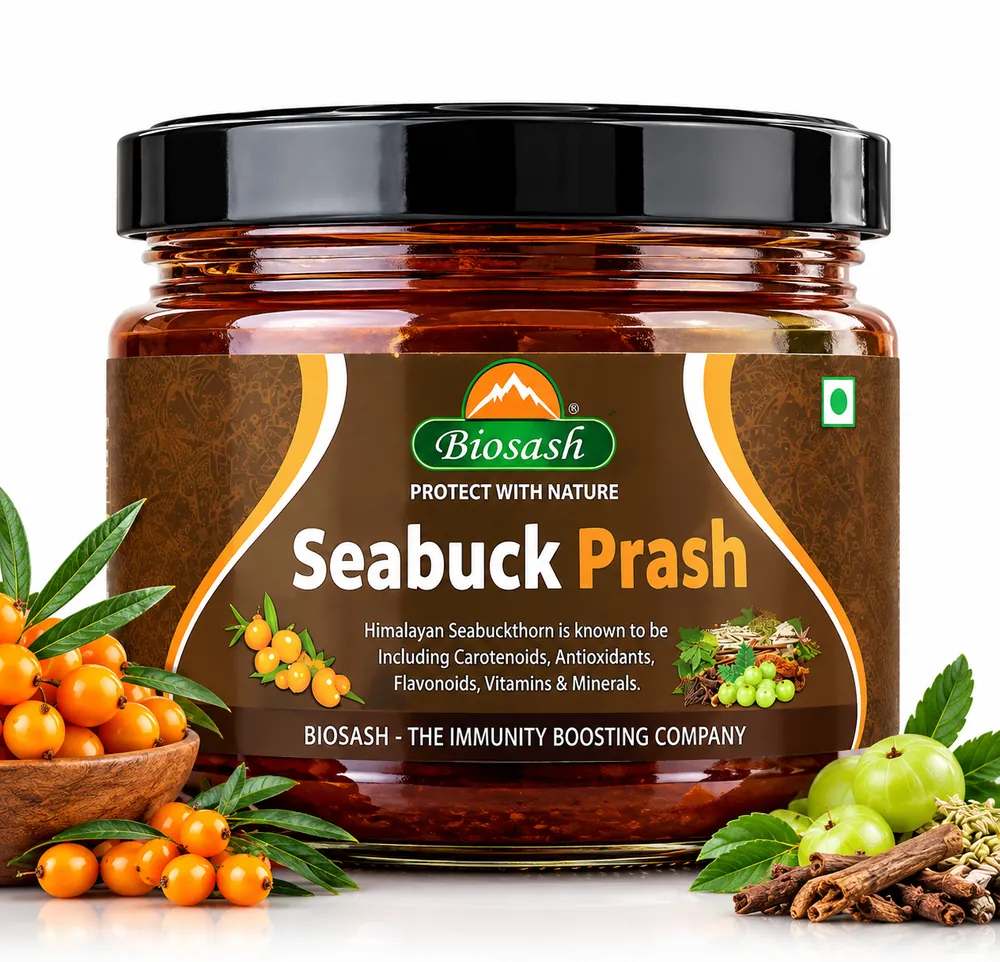 Biosash ®
PROTECT WITH NATURE
Seabuck Prash
Himalayan Seabuckthorn is known to be
Including Carotenoids, Antioxidants,
Flavonoids, Vitamins & Minerals.
BIOSASH - THE IMMUNITY BOOSTING COMPANY